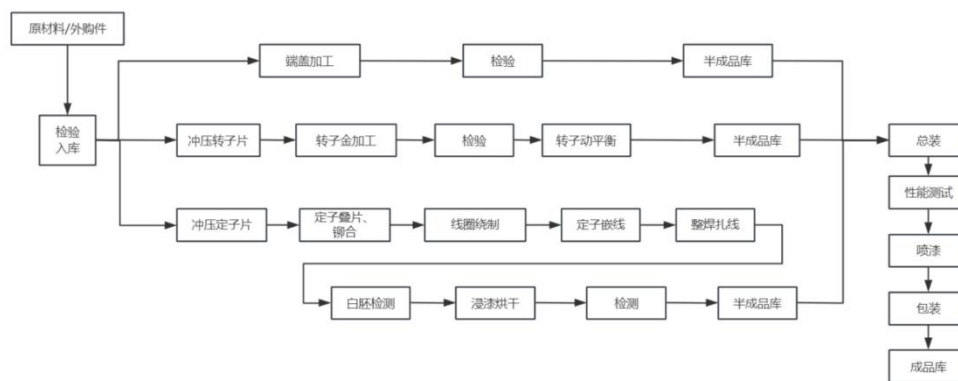 原材料/外购件
检验
入库
端盖加工
检验
半成品库
冲压转子片
转子金加工
检验
转子动平衡
半成品库
冲压定子片
定子叠片、
铆合
线圈绕制
定子嵌线
整焊扎线
白胚检测
浸漆烘干
检测
半成品库
总装
性能测试
喷漆
包装
成品库